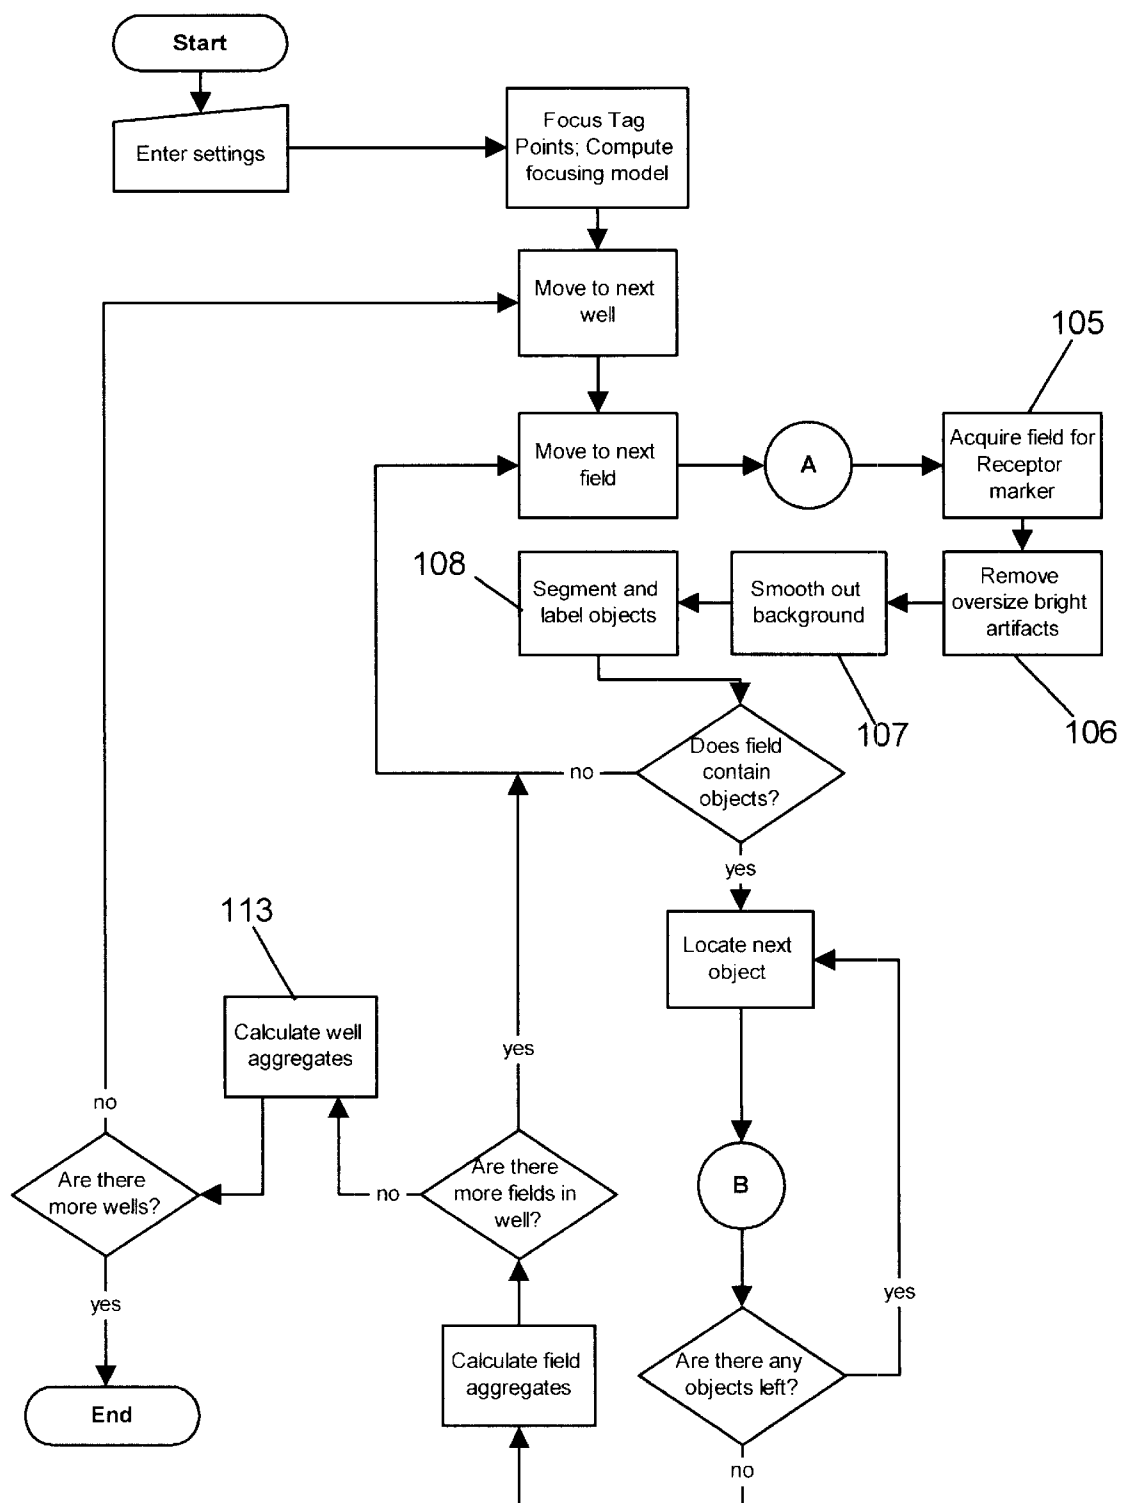 Start
Enter settings
Focus Tag
Points; Compute
focusing model
Move to next
well
105
Move to next
field
A
Acquire field for
Receptor
marker
108
Segment and
label objects
Smooth out
background
Remove
oversize bright
artifacts
107
106
Does field
contain
objects?
no
yes
113
Locate next
object
Calculate well
aggregates
yes
no
Are there
more wells?
no
Are there
more fields in
well?
B
yes
yes
Calculate field
aggregates
Are there any
objects left?
End
no